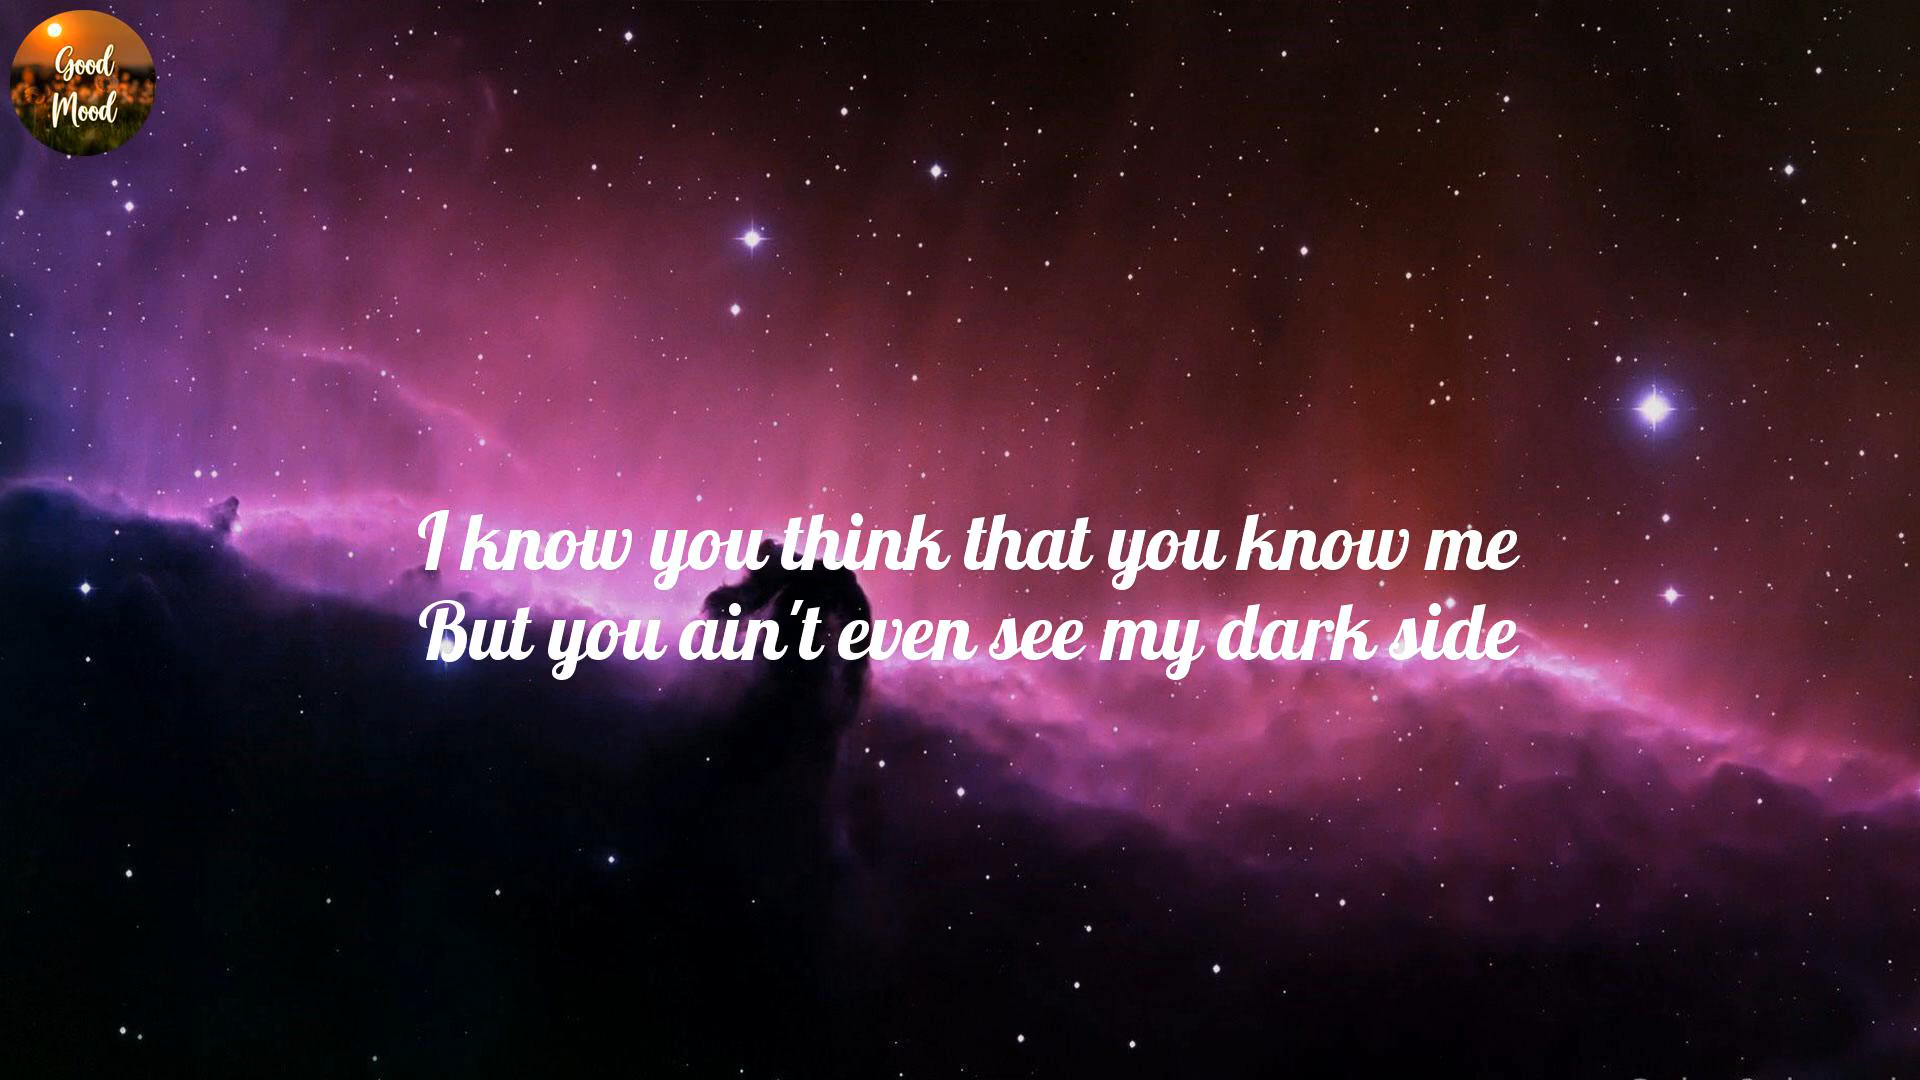 Good
Mood
I know you think that you know me
But you ain't even see my dark side